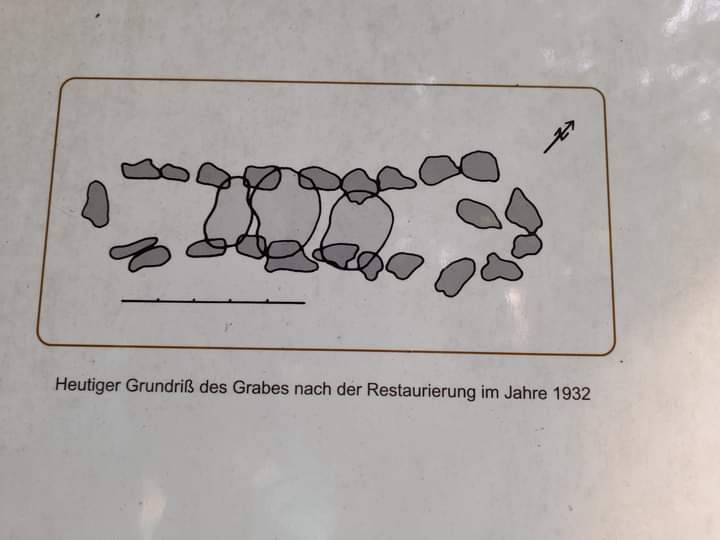 N
Heutiger Grundriß des Grabes nach der Restaurierung im Jahre 1932